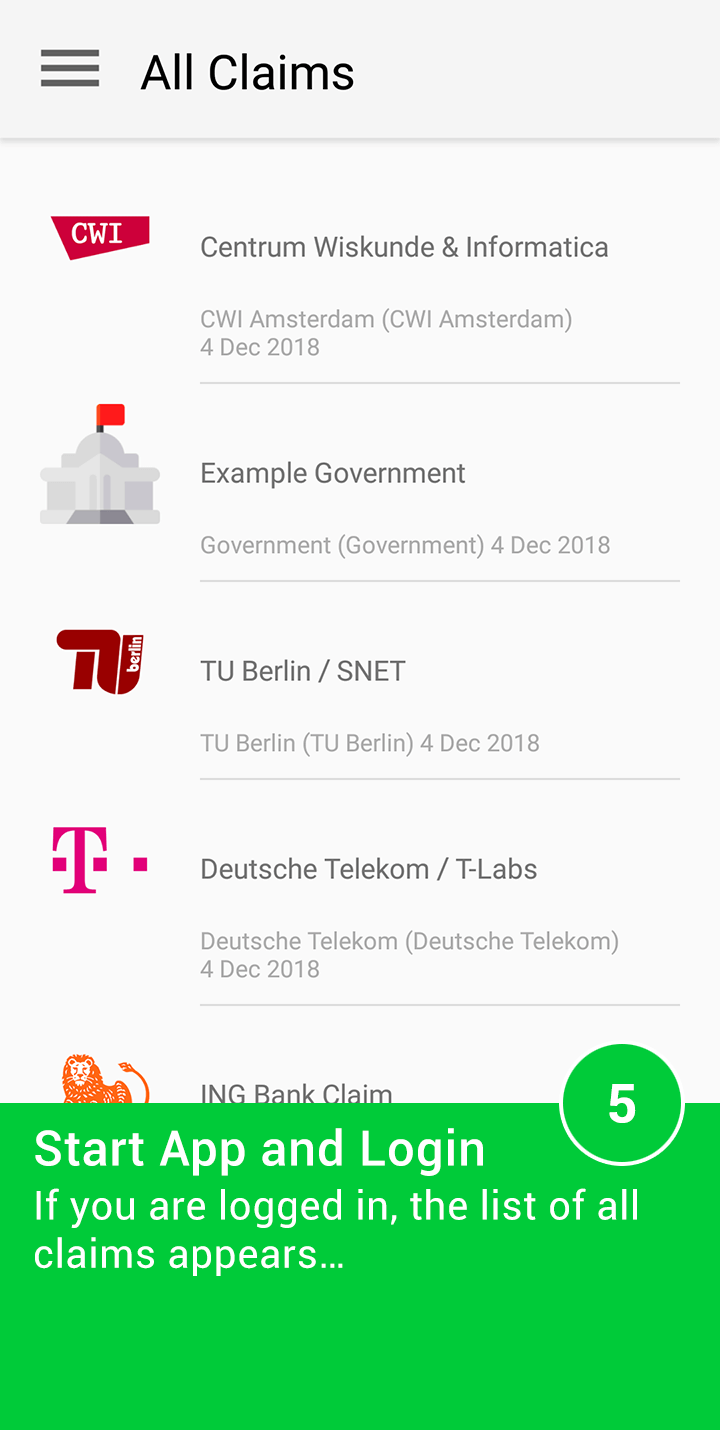 All Claims
CWI
Centrum Wiskunde & Informatica
CWI Amsterdam (CWI Amsterdam)
4 Dec 2018
Example Government
Government (Government) 4 Dec 2018
TU berlin
TU Berlin / SNET
TU Berlin (TU Berlin) 4 Dec 2018
T
Deutsche Telekom / T-Labs
Deutsche Telekom (Deutsche Telekom)
4 Dec 2018
ING Bank Claim
5
Start App and Login
If you are logged in, the list of all
claims appears...